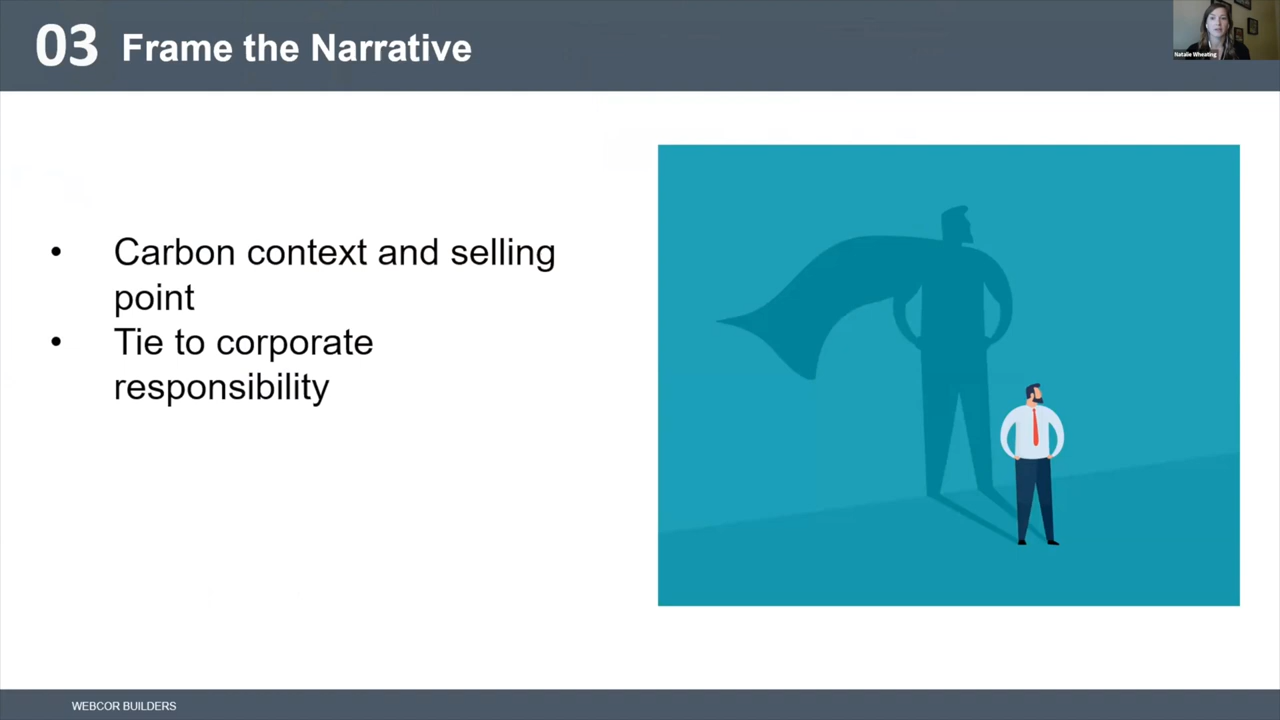 03 Frame the Narrative
Natalie Wheating
• Carbon context and selling
point
• Tie to corporate
responsibility
WEBCOR BUILDERS